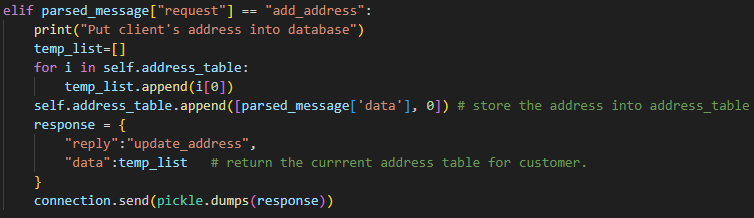 elif parsed_message["request"] == "add_address":
    print("Put client's address into database")
    temp_list=[]
    for i in self.address_table:
        temp_list.append(i[0])
    self.address_table.append([parsed_message['data'], 0]) # store the address into address_table
    response = {
        "reply":"update_address",
        "data":temp_list   # return the currrent address table for customer.
    }
    connection.send(pickle.dumps(response))